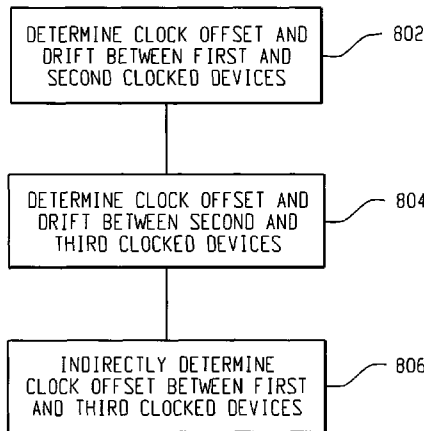 DETERMINE CLOCK OFFSET AND
DRIFT BETWEEN FIRST AND
SECOND CLOCKED DEVICES
802
DETERMINE CLOCK OFFSET AND
DRIFT BETWEEN SECOND AND
THIRD CLOCKED DEVICES
804
INDIRECTLY DETERMINE
CLOCK OFFSET BETWEEN FIRST
AND THIRD CLOCKED DEVICES
806